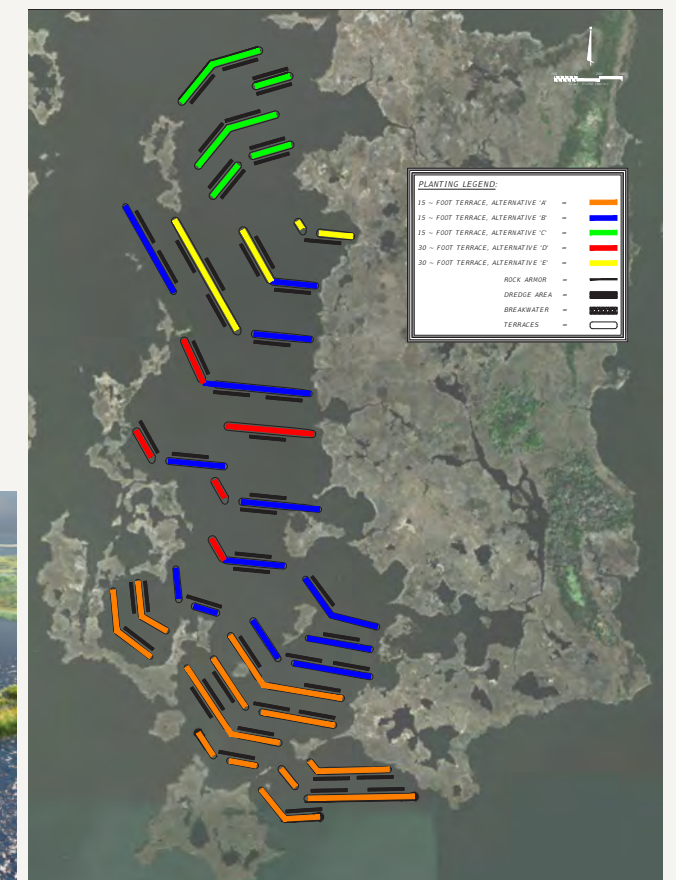 PLANTING LEGEND:
15 ~ FOOT TERRACE, ALTERNATIVE 'A' =
15 ~ FOOT TERRACE, ALTERNATIVE 'B' =
15 ~ FOOT TERRACE, ALTERNATIVE 'C' =
30 ~ FOOT TERRACE, ALTERNATIVE 'D' =
30 ~ FOOT TERRACE, ALTERNATIVE 'E' =
ROCK ARMOR =
DREDGE AREA =
BREAKWATER =
TERRACES =